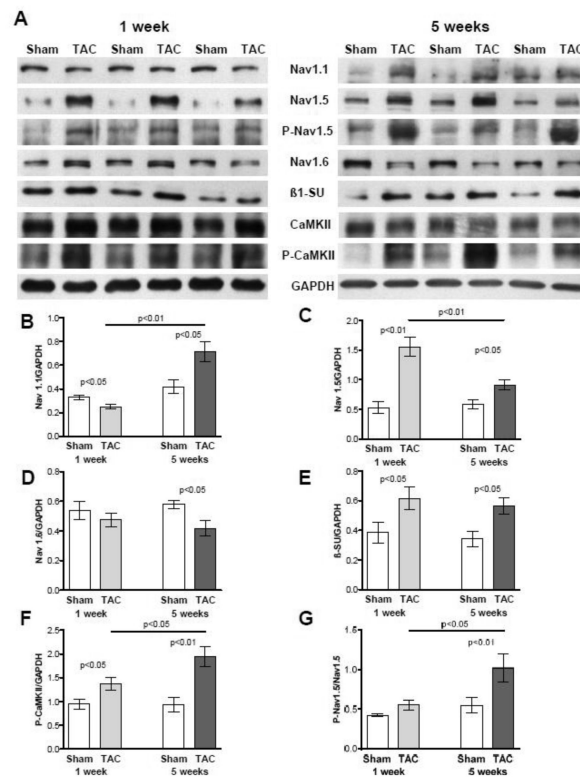 A
1 week
5 weeks
Sham TAC Sham TAC Sham TAC
Sham TAC Sham TAC Sham TAC
Nav1.1
Nav1.5
P-Nav1.5
Nav1.6
ß1-SU
CaMKII
P-CaMKII
GAPDH
B
p<0.01
p<0.05
p<0.05
Nav 1.1/GAPDH
1.0
0.8
0.6
0.4
0.2
0.0
Sham TAC Sham TAC
1 week 5 weeks
C
p<0.01
p<0.01
p<0.05
Nav 1.5/GAPDH
2.0
1.5
1.0
0.5
0.0
Sham TAC Sham TAC
1 week 5 weeks
D
p<0.05
Nav 1.6/GAPDH
0.8
0.6
0.4
0.2
0.0
Sham TAC Sham TAC
1 week 5 weeks
E
p<0.05
p<0.05
ß-SU/GAPDH
0.8
0.6
0.4
0.2
0.0
Sham TAC Sham TAC
1 week 5 weeks
F
p<0.05
p<0.01
p<0.05
P-CaMKII/GAPDH
2.5
2.0
1.5
1.0
0.5
0.0
Sham TAC Sham TAC
1 week 5 weeks
G
p<0.05
p<0.01
P-Nav1.5/Nav1.5
1.5
1.0
0.5
0.0
Sham TAC Sham TAC
1 week 5 weeks